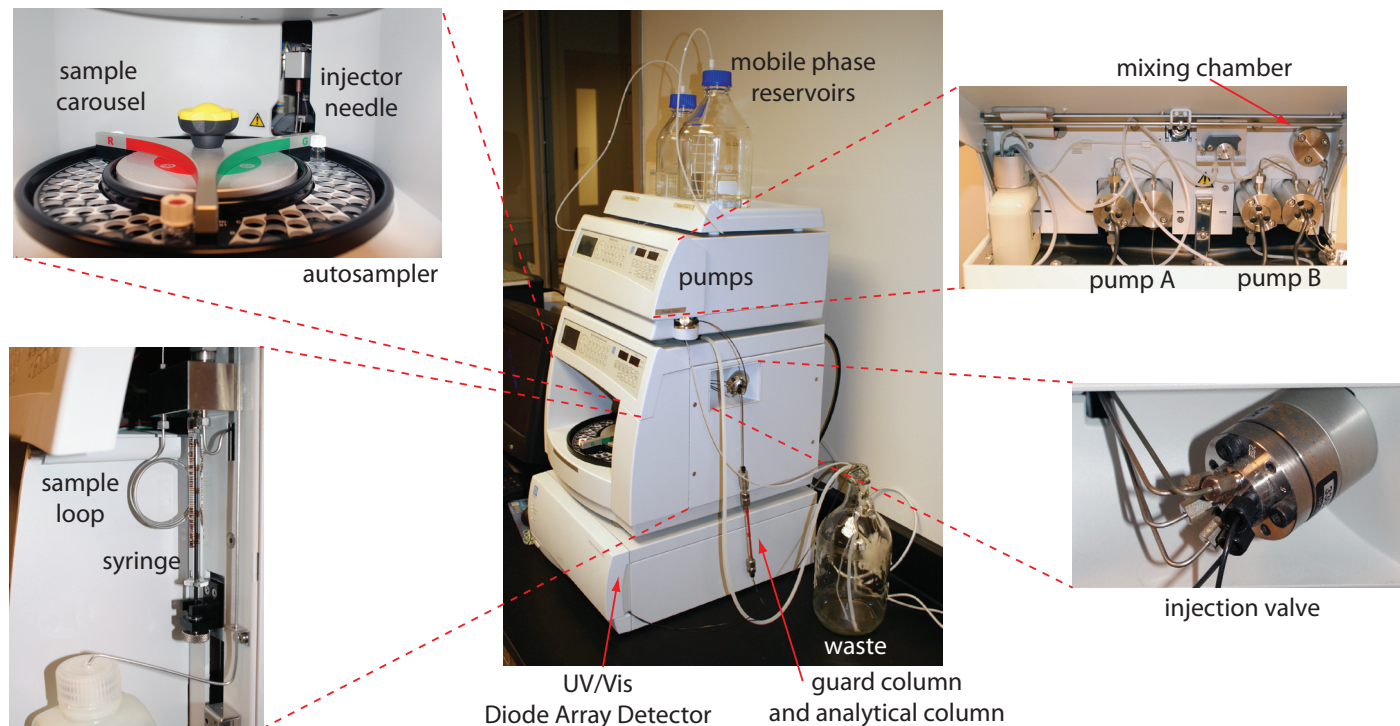 sample
carousel
injector
needle
R
G
autosampler
mobile phase
reservoirs
pumps
mixing chamber
pump A
pump B
sample
loop
syringe
injection valve
waste
UV/Vis
Diode Array Detector
guard column
and analytical column